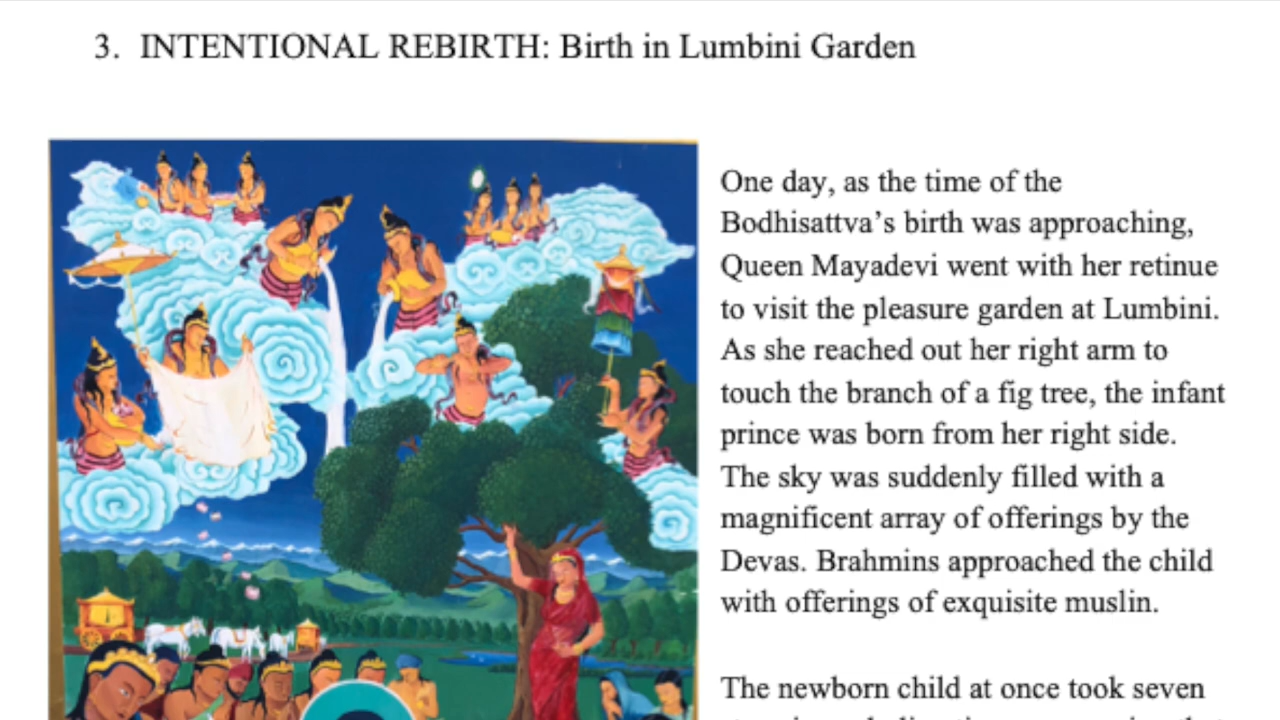 3. INTENTIONAL REBIRTH: Birth in Lumbini Garden
One day, as the time of the
Bodhisattva’s birth was approaching,
Queen Mayadevi went with her retinue
to visit the pleasure garden at Lumbini.
As she reached out her right arm to
touch the branch of a fig tree, the infant
prince was born from her right side.
The sky was suddenly filled with a
magnificent array of offerings by the
Devas. Brahmins approached the child
with offerings of exquisite muslin.
The newborn child at once took seven